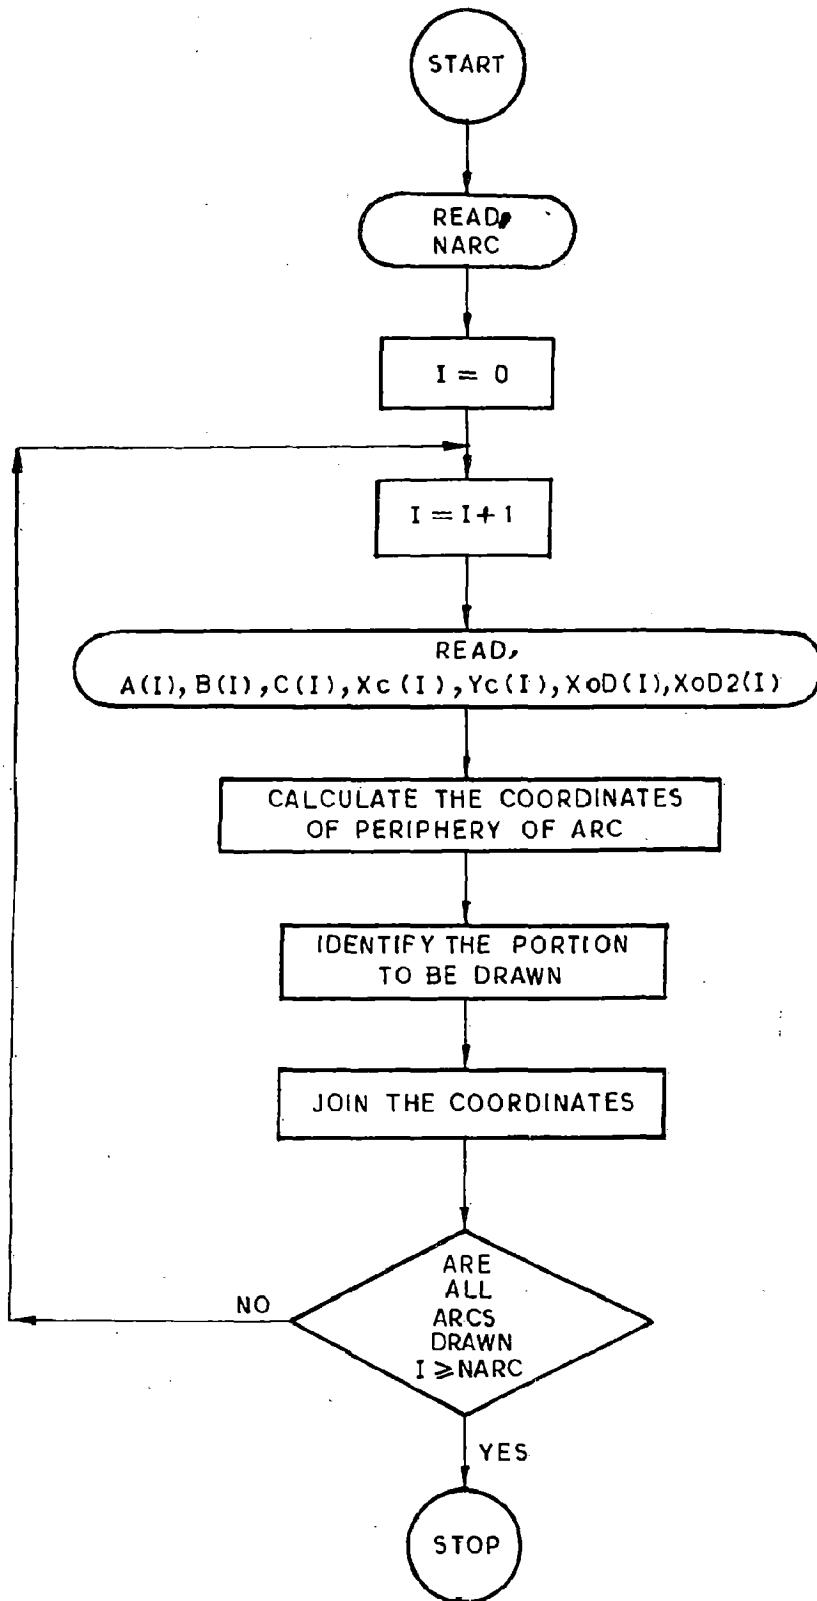 START
READ,
NARC
I = 0
I = I + 1
READ,
A(I), B(I), C(I), Xc(I), Yc(I), XoD(I), XoD2(I)
CALCULATE THE COORDINATES
OF PERIPHERY OF ARC
IDENTIFY THE PORTION
TO BE DRAWN
JOIN THE COORDINATES
ARE
ALL
ARCS
DRAWN
I ⩾ NARC
NO
YES
STOP